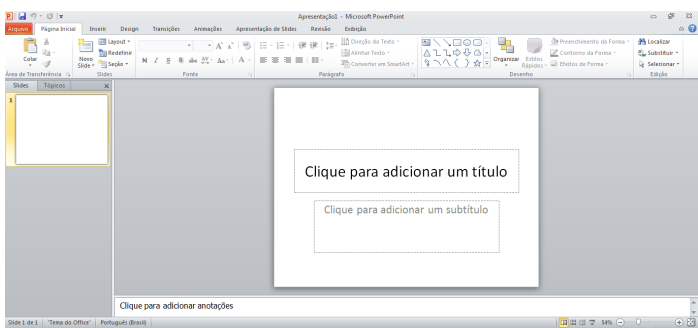 Apresentação1 - Microsoft PowerPoint
Arquivo Página Inicial Inserir Design Transições Animações Apresentação de Slides Revisão Exibição
Colar
Novo Slide
Layout
Redefinir
Seção
N I S S abc AV Aa A
Direção do Texto
Alinhar Texto
Converter em SmartArt
Organizar
Estilos Rápidos
Preenchimento da Forma
Contorno da Forma
Efeitos de Forma
Localizar
Substituir
Selecionar
Área de Transferência Slides Fonte Parágrafo Desenho Edição
Slides Tópicos
1
Clique para adicionar um título
Clique para adicionar um subtítulo
Clique para adicionar anotações
Slide 1 de 1 "Tema do Office" Português (Brasil) 54%